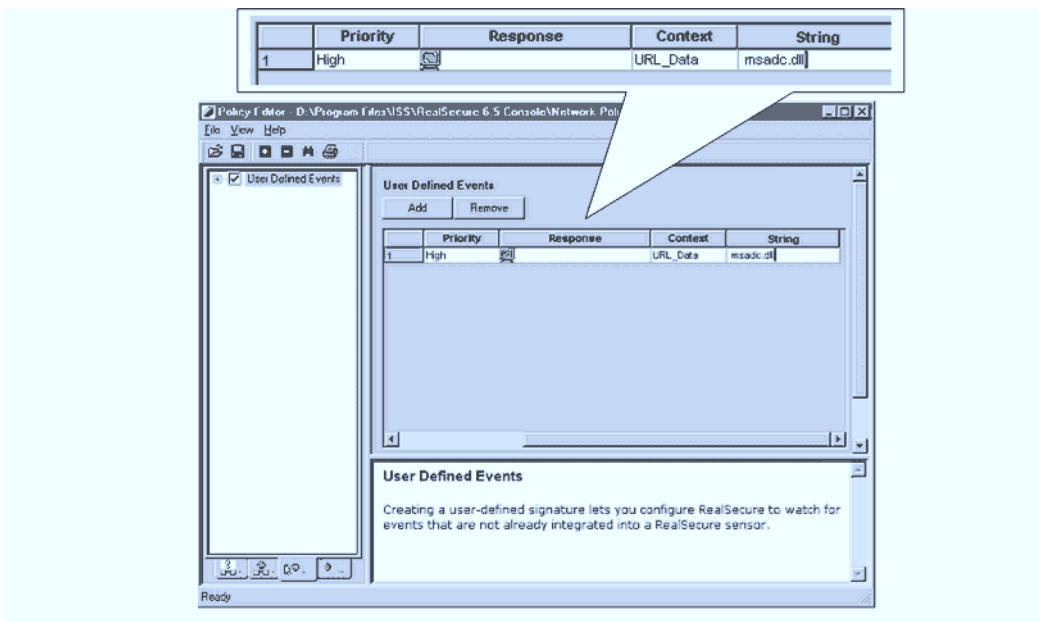 Priority Response Context String
1 High URL_Data msadc.dll
Policy Editor - D:\Program Files\ISS\RealSecure 6.5 Console\Network Pol
File View Help
User Defined Events
User Defined Events
Add Remove
Priority Response Context String
1 High URL_Data msadc.dll
User Defined Events
Creating a user-defined signature lets you configure RealSecure to watch for
events that are not already integrated into a RealSecure sensor.
Ready